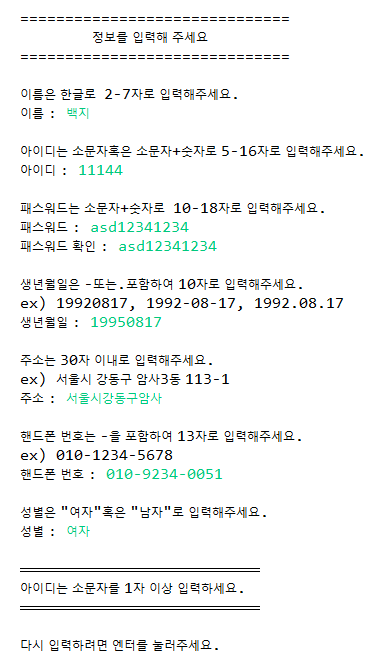 ==============================
정보를 입력해 주세요
==============================
이름은 한글로 2-7자로 입력해주세요.
이름 : 백지
아이디는 소문자혹은 소문자+숫자로 5-16자로 입력해주세요.
아이디 : 11144
패스워드는 소문자+숫자로 10-18자로 입력해주세요.
패스워드 : asd12341234
패스워드 확인 : asd12341234
생년월일은 -또는.포함하여 10자로 입력해주세요.
ex) 19920817, 1992-08-17, 1992.08.17
생년월일 : 19950817
주소는 30자 이내로 입력해주세요.
ex) 서울시 강동구 암사3동 113-1
주소 : 서울시강동구암사
핸드폰 번호는 -을 포함하여 13자로 입력해주세요.
ex) 010-1234-5678
핸드폰 번호 : 010-9234-0051
성별은 "여자"혹은 "남자"로 입력해주세요.
성별 : 여자
════════════════════
아이디는 소문자를 1자 이상 입력하세요.
════════════════════
다시 입력하려면 엔터를 눌러주세요.